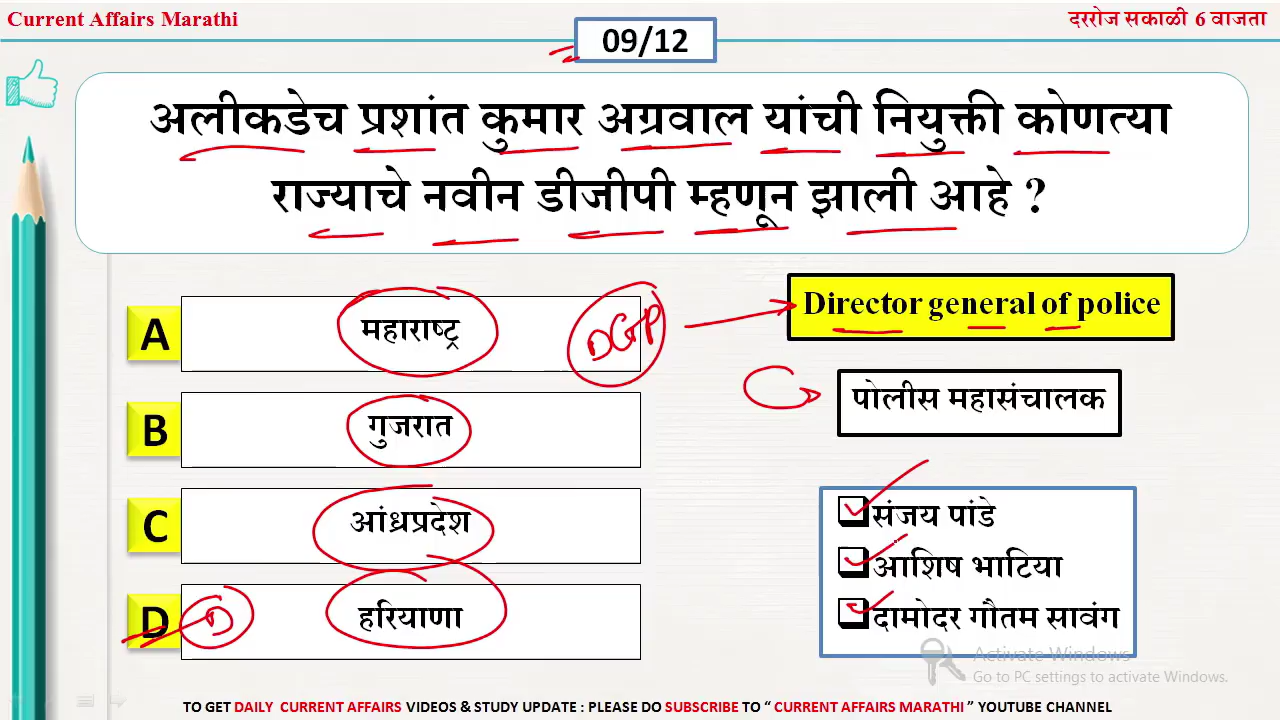 Current Affairs Marathi
दररोज सकाळी 6 वाजता
09/12
अलीकडेच प्रशांत कुमार अग्रवाल यांची नियुक्ती कोणत्या
राज्याचे नवीन डीजीपी म्हणून झाली आहे ?
A महाराष्ट्र DGP
Director general of police
पोलीस महासंचालक
B गुजरात
C आंध्रप्रदेश
D D हरियाणा
संजय पांडे
आशिष भाटिया
दामोदर गौतम सावंग
Activate Windows
Go to PC settings to activate Windows.
TO GET DAILY CURRENT AFFAIRS VIDEOS & STUDY UPDATE : PLEASE DO SUBSCRIBE TO “ CURRENT AFFAIRS MARATHI ” YOUTUBE CHANNEL